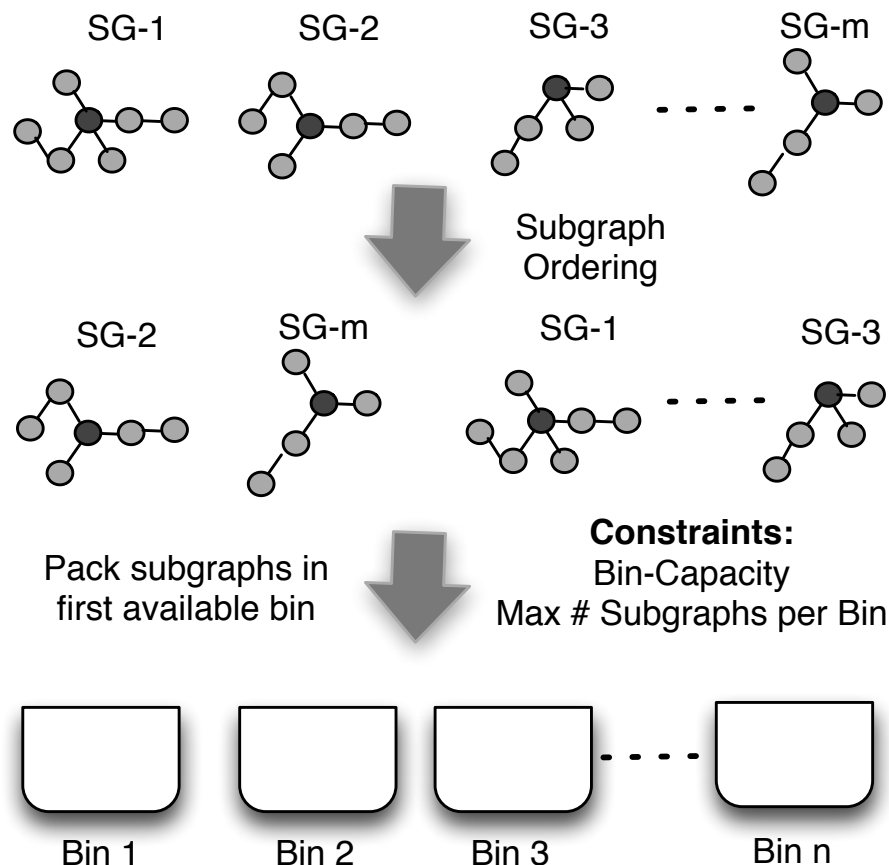 SG-1
SG-2
SG-3
SG-m
Subgraph
Ordering
SG-2
SG-m
SG-1
SG-3
Pack subgraphs in
first available bin
Constraints:
Bin-Capacity
Max # Subgraphs per Bin
Bin 1
Bin 2
Bin 3
Bin n